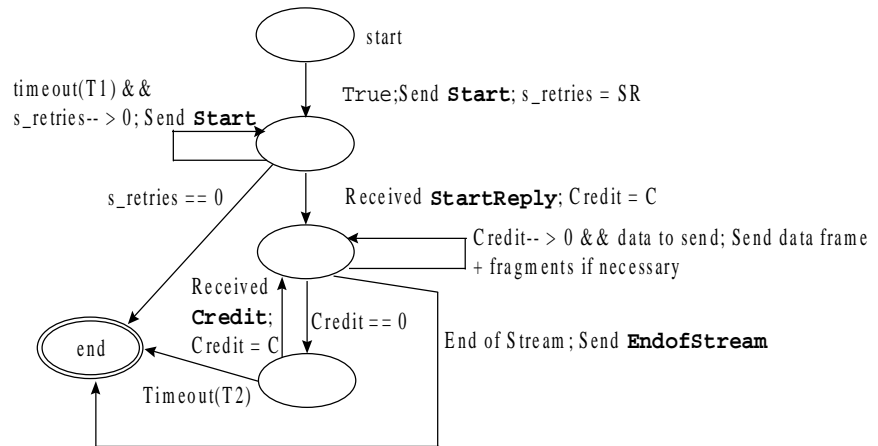 start
timeout(T1) &&
s_retries-- > 0; Send Start
True;Send Start; s_retries = SR
s_retries == 0
Received StartReply; Credit = C
Credit-- > 0 && data to send; Send data frame
+ fragments if necessary
Received
Credit;
Credit = C
Credit == 0
end
End of Stream; Send EndofStream
Timeout(T2)